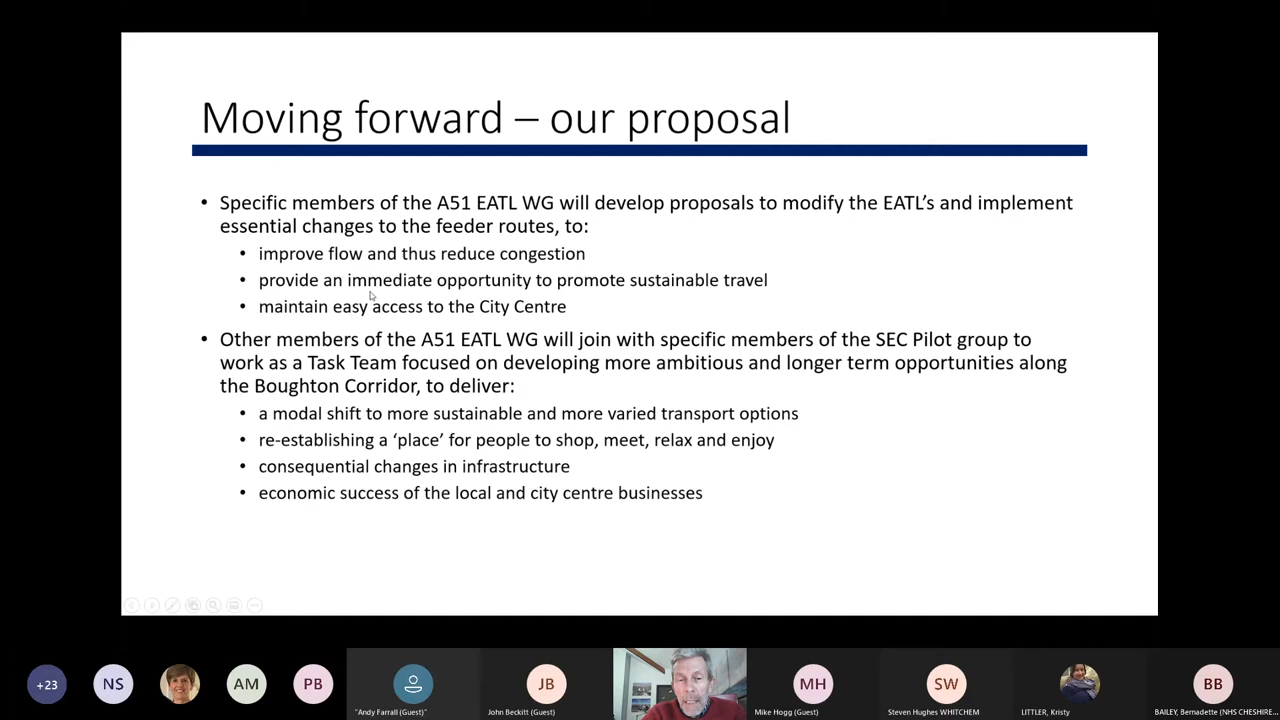 Moving forward – our proposal
• Specific members of the A51 EATL WG will develop proposals to modify the EATL’s and implement
essential changes to the feeder routes, to:
• improve flow and thus reduce congestion
• provide an immediate opportunity to promote sustainable travel
• maintain easy access to the City Centre
• Other members of the A51 EATL WG will join with specific members of the SEC Pilot group to
work as a Task Team focused on developing more ambitious and longer term opportunities along
the Boughton Corridor, to deliver:
• a modal shift to more sustainable and more varied transport options
• re-establishing a ‘place’ for people to shop, meet, relax and enjoy
• consequential changes in infrastructure
• economic success of the local and city centre businesses
+23 NS AM PB JB MH SW BB
"Andy Farrall (Guest)" John Beckitt (Guest) Mike Hogg (Guest) Steven Hughes WHITCHEM LITTLER, Kristy BAILEY, Bernadette (NHS CHESHIRE...